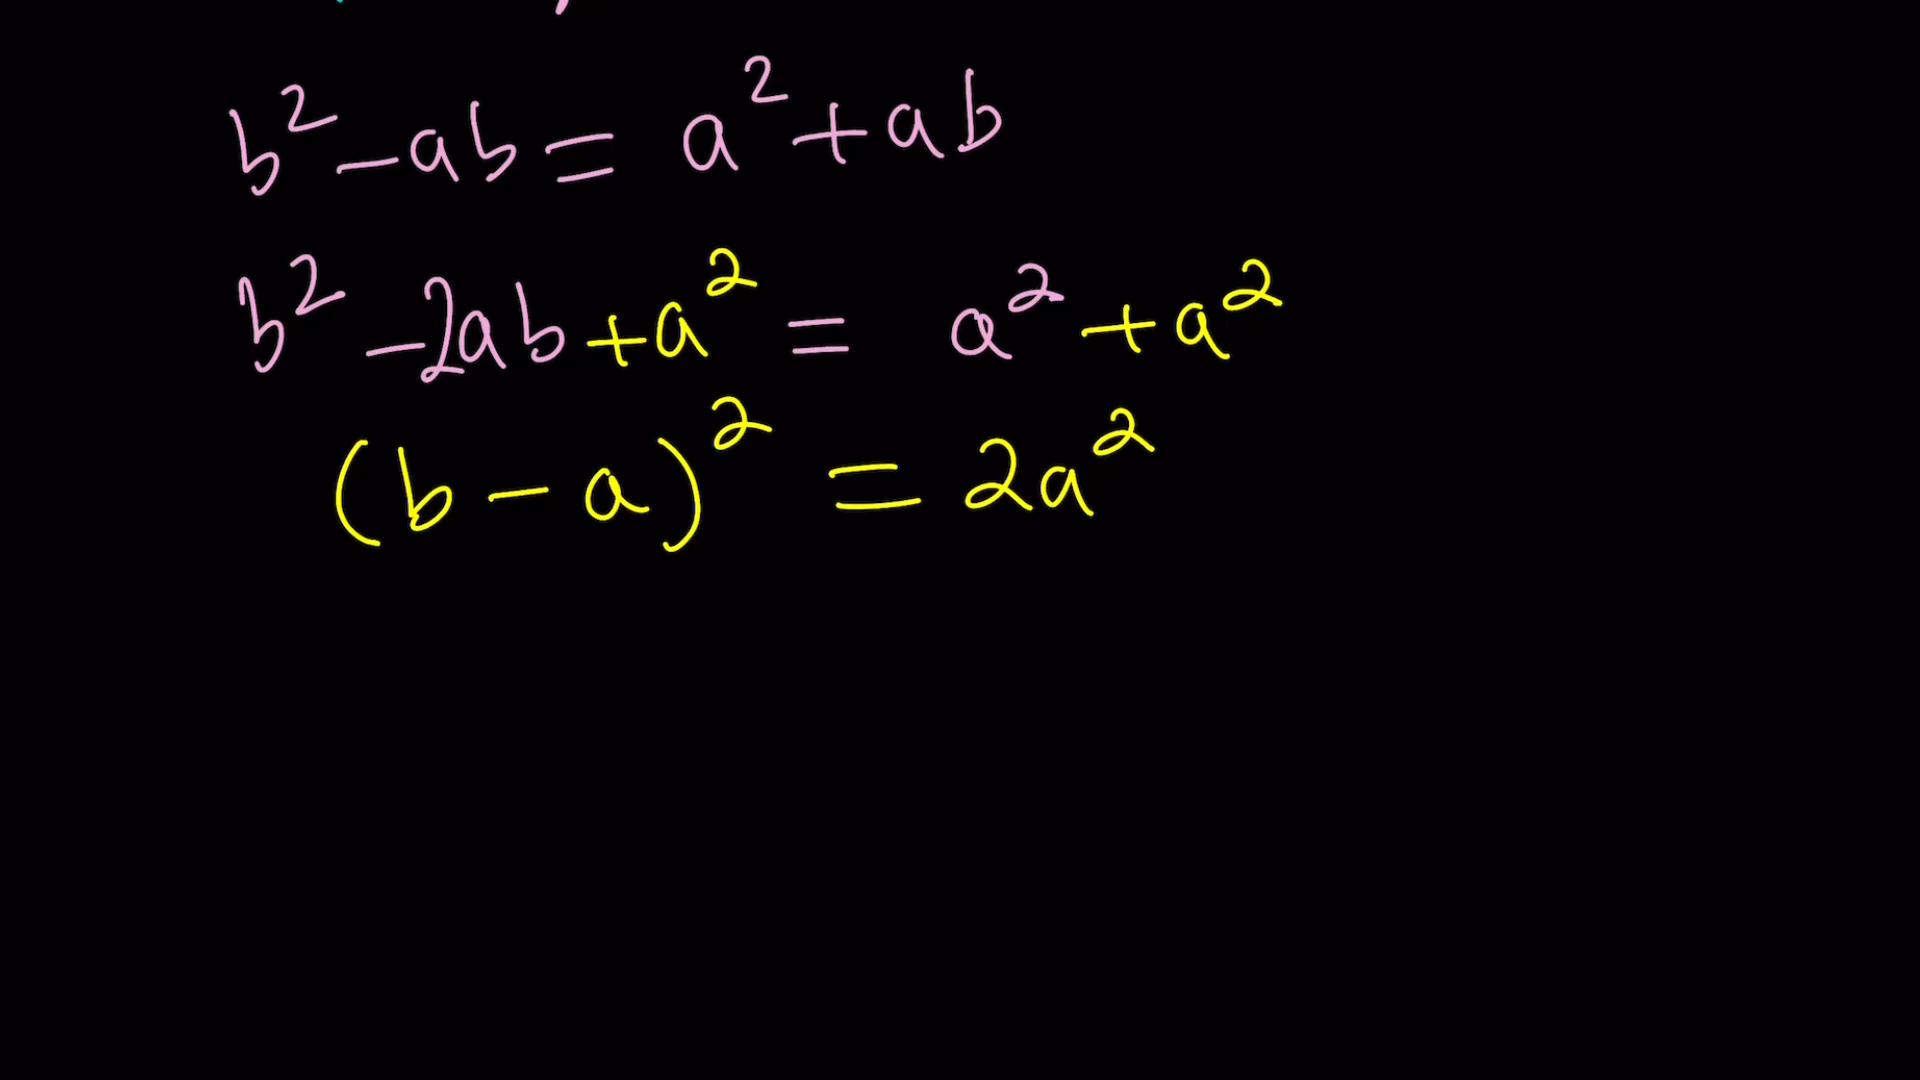 b² - ab = a² + ab
b² - 2ab + a² = a² + a²
(b - a)² = 2a²